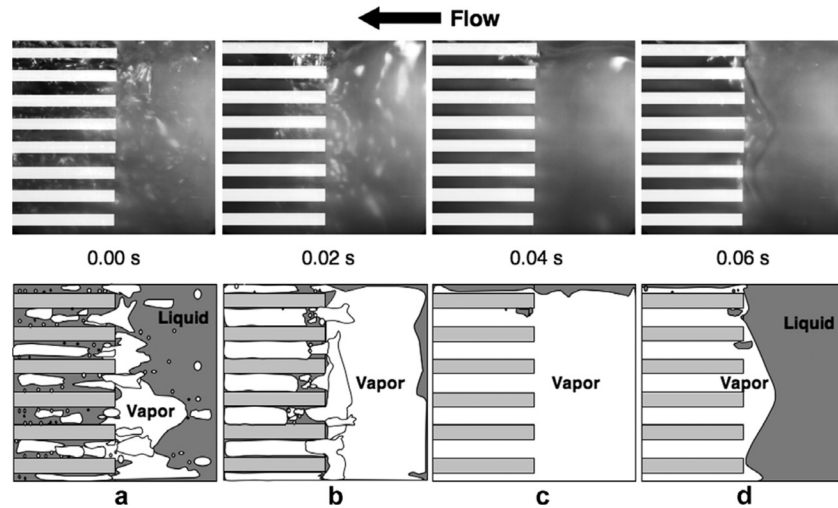 Flow
0.00 s
0.02 s
0.04 s
0.06 s
Liquid
Vapor
Vapor
Vapor
Vapor
Liquid
a
b
c
d